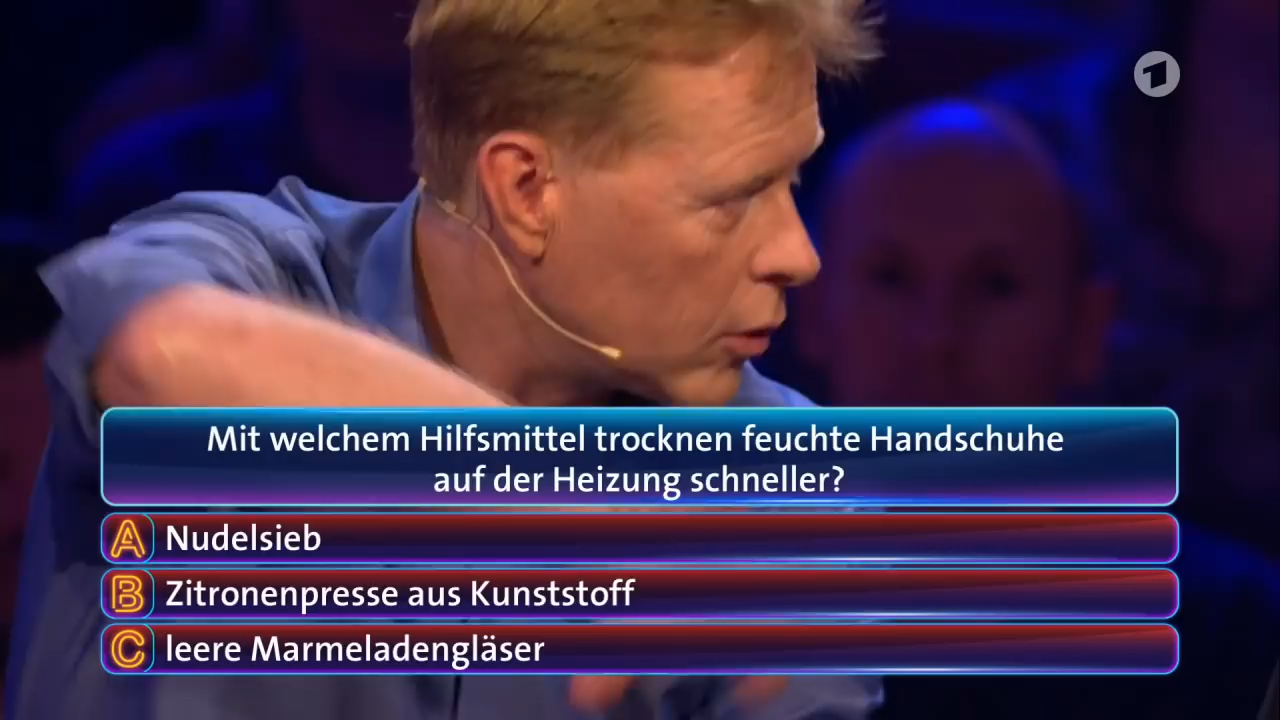 1
Mit welchem Hilfsmittel trocknen feuchte Handschuhe
auf der Heizung schneller?
A Nudelsieb
B Zitronenpresse aus Kunststoff
C leere Marmeladengläser